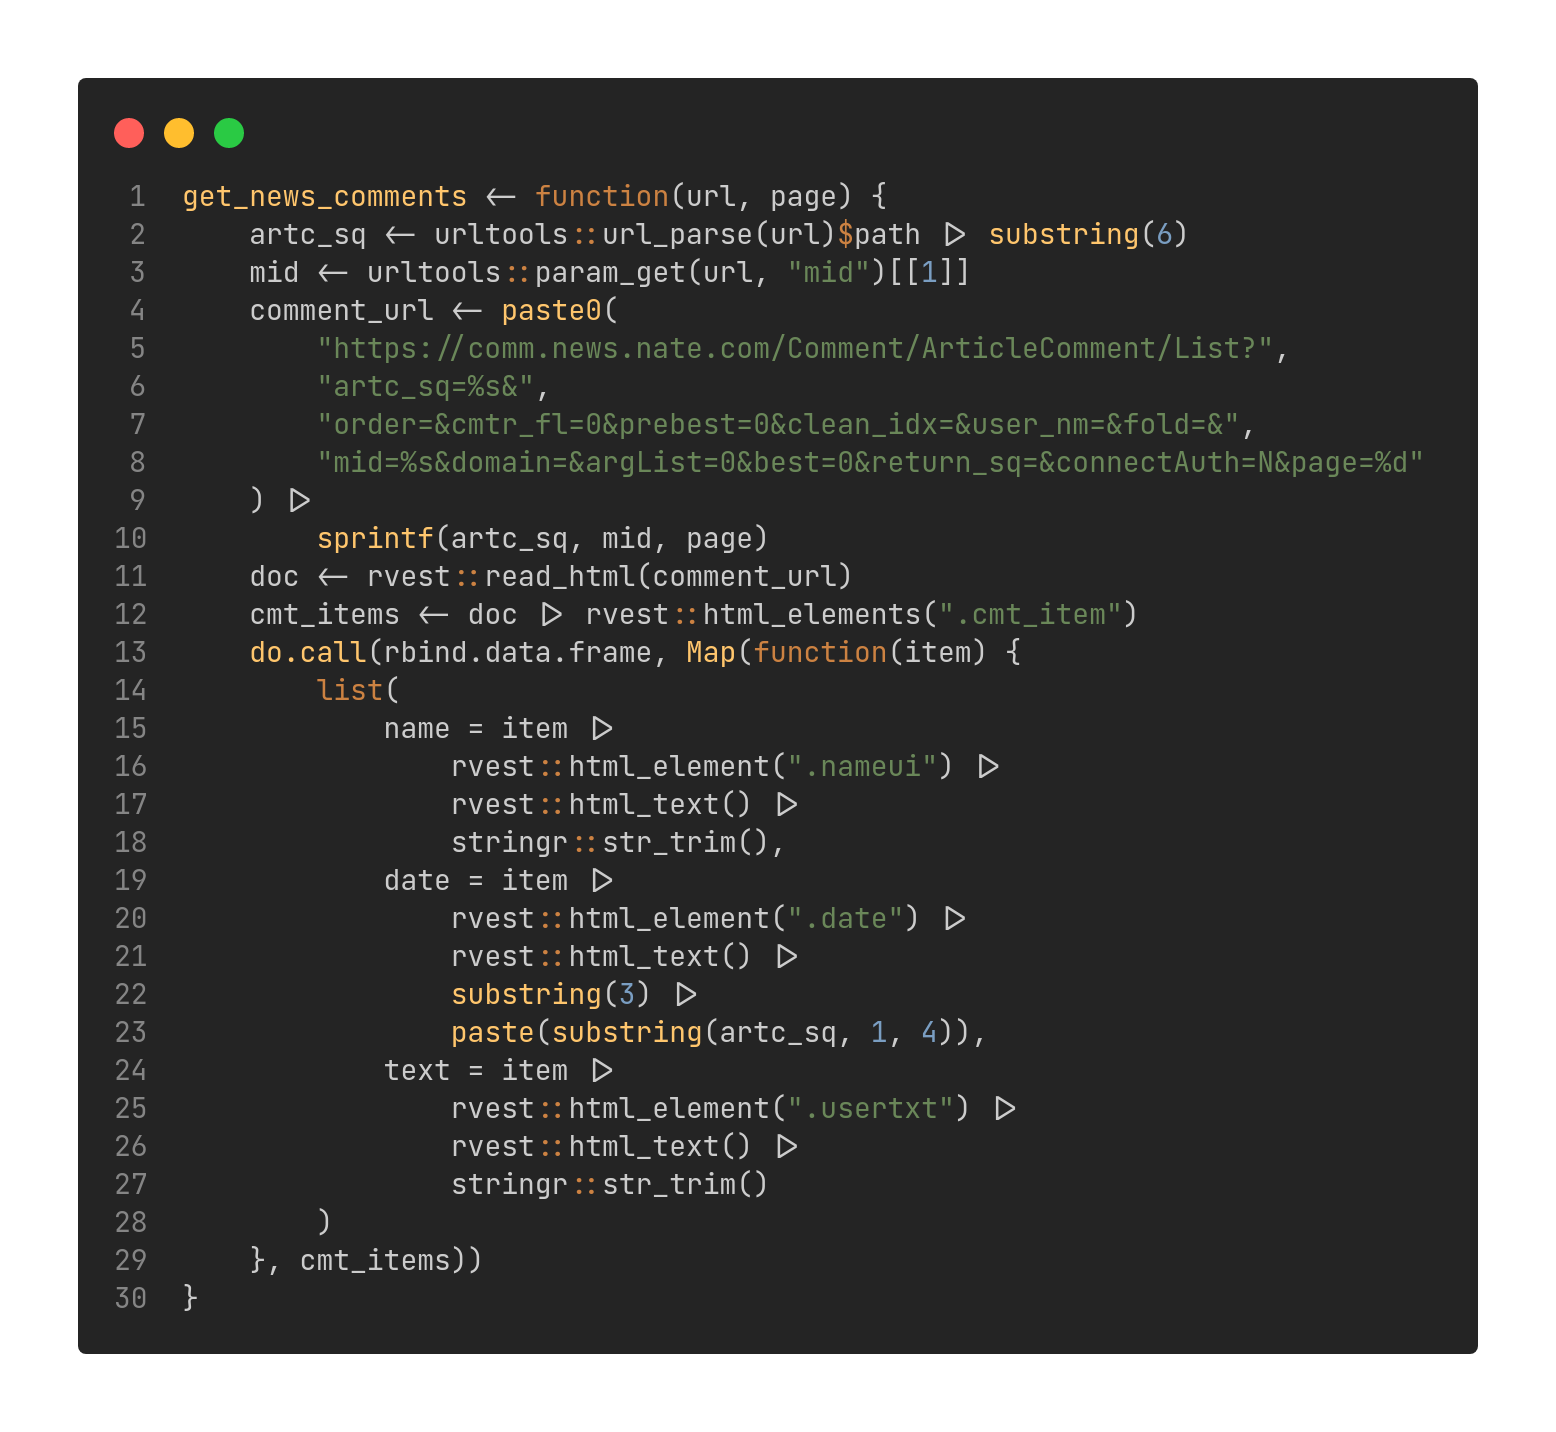 1 get_news_comments <- function(url, page) {
2     artc_sq <- urltools::url_parse(url)$path |> substring(6)
3     mid <- urltools::param_get(url, "mid")[[1]]
4     comment_url <- paste0(
5         "https://comm.news.nate.com/Comment/ArticleComment/List?",
6         "artc_sq=%s&",
7         "order=&cmtr_fl=0&prebest=0&clean_idx=&user_nm=&fold=&",
8         "mid=%s&domain=&argList=0&best=0&return_sq=&connectAuth=N&page=%d"
9     ) |>
10         sprintf(artc_sq, mid, page)
11     doc <- rvest::read_html(comment_url)
12     cmt_items <- doc |> rvest::html_elements(".cmt_item")
13     do.call(rbind.data.frame, Map(function(item) {
14         list(
15             name = item |>
16                 rvest::html_element(".nameui") |>
17                 rvest::html_text() |>
18                 stringr::str_trim(),
19             date = item |>
20                 rvest::html_element(".date") |>
21                 rvest::html_text() |>
22                 substring(3) |>
23                 paste(substring(artc_sq, 1, 4)),
24             text = item |>
25                 rvest::html_element(".usertxt") |>
26                 rvest::html_text() |>
27                 stringr::str_trim()
28         )
29     }, cmt_items))
30 }